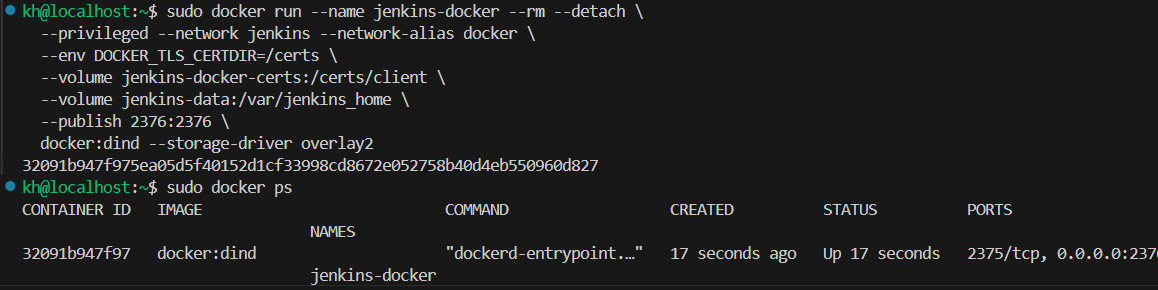 kh@localhost:~$ sudo docker run --name jenkins-docker --rm --detach \
--privileged --network jenkins --network-alias docker \
--env DOCKER_TLS_CERTDIR=/certs \
--volume jenkins-docker-certs:/certs/client \
--volume jenkins-data:/var/jenkins_home \
--publish 2376:2376 \
docker:dind --storage-driver overlay2
32091b947f975ea05d5f40152d1cf33998cd8672e052758b40d4eb550960d827
kh@localhost:~$ sudo docker ps
CONTAINER ID IMAGE COMMAND CREATED STATUS PORTS
NAMES
32091b947f97 docker:dind "dockerd-entrypoint.…" 17 seconds ago Up 17 seconds 2375/tcp, 0.0.0.0:2376
jenkins-docker